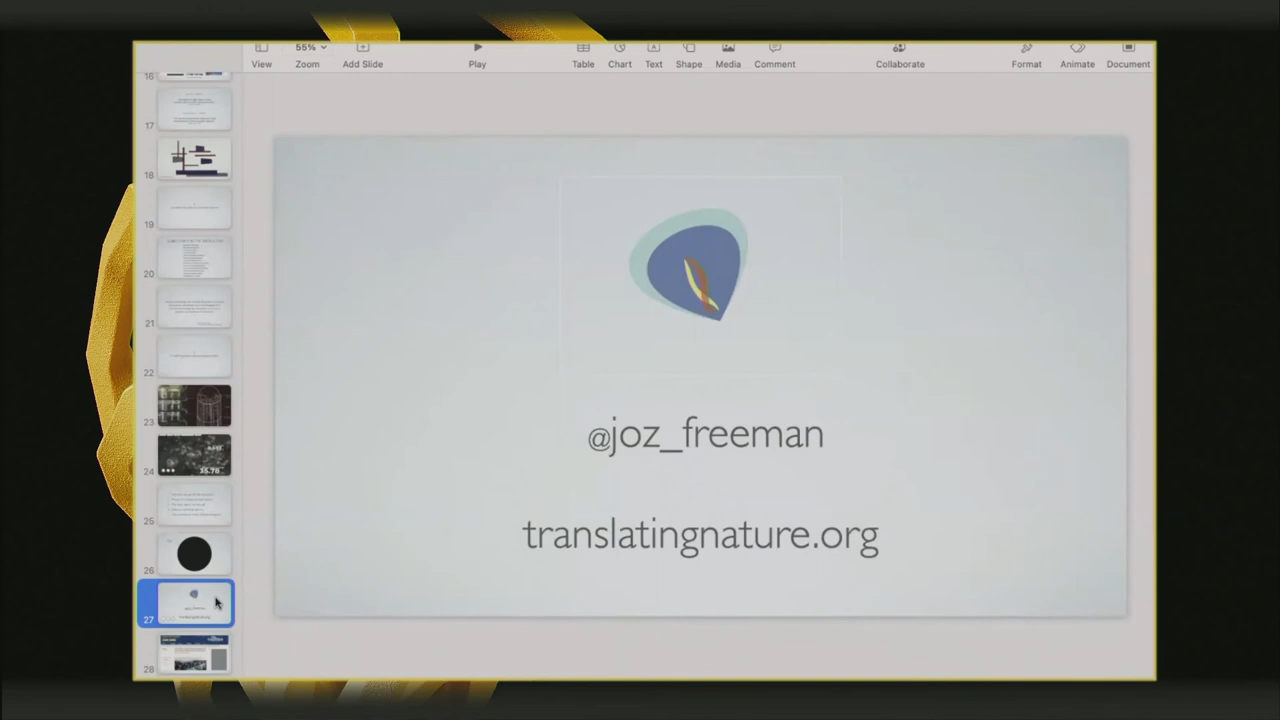 55%
View
Zoom
Add Slide
Play
Table
Chart
Text
Shape
Media
Comment
Collaborate
Format
Animate
Document
16
17
18
19
20
21
22
23
24
25
26
27
28
@joz_freeman
translatingnature.org